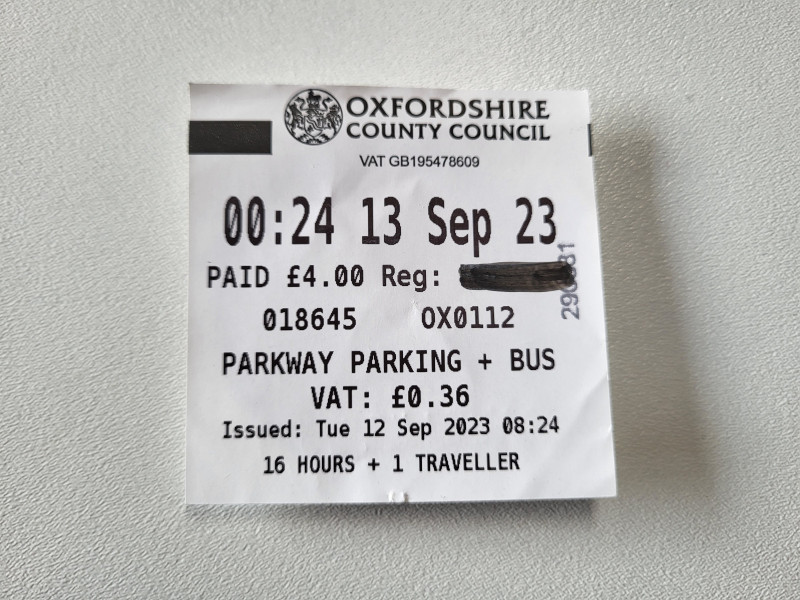 OXFORDSHIRE
COUNTY COUNCIL
VAT GB195478609
00:24 13 Sep 23
PAID £4.00 Reg:
018645 OX0112
PARKWAY PARKING + BUS
VAT: £0.36
Issued: Tue 12 Sep 2023 08:24
16 HOURS + 1 TRAVELLER